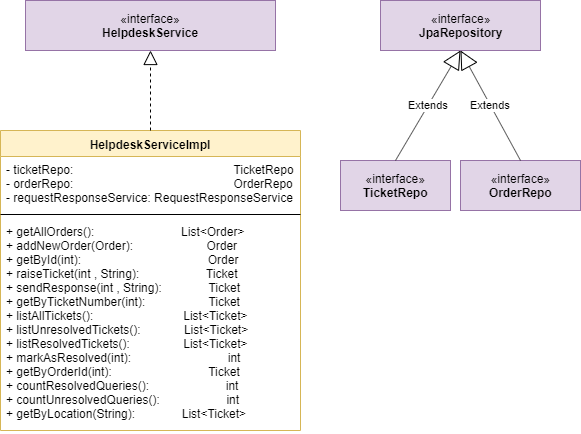 «interface»
HelpdeskService
«interface»
JpaRepository
Extends
Extends
HelpdeskServiceImpl
- ticketRepo: TicketRepo
- orderRepo: OrderRepo
- requestResponseService: RequestResponseService
«interface»
TicketRepo
«interface»
OrderRepo
+ getAllOrders(): List<Order>
+ addNewOrder(Order): Order
+ getById(int): Order
+ raiseTicket(int , String): Ticket
+ sendResponse(int , String): Ticket
+ getByTicketNumber(int): Ticket
+ listAllTickets(): List<Ticket>
+ listUnresolvedTickets(): List<Ticket>
+ listResolvedTickets(): List<Ticket>
+ markAsResolved(int): int
+ getByOrderId(int): Ticket
+ countResolvedQueries(): int
+ countUnresolvedQueries(): int
+ getByLocation(String): List<Ticket>